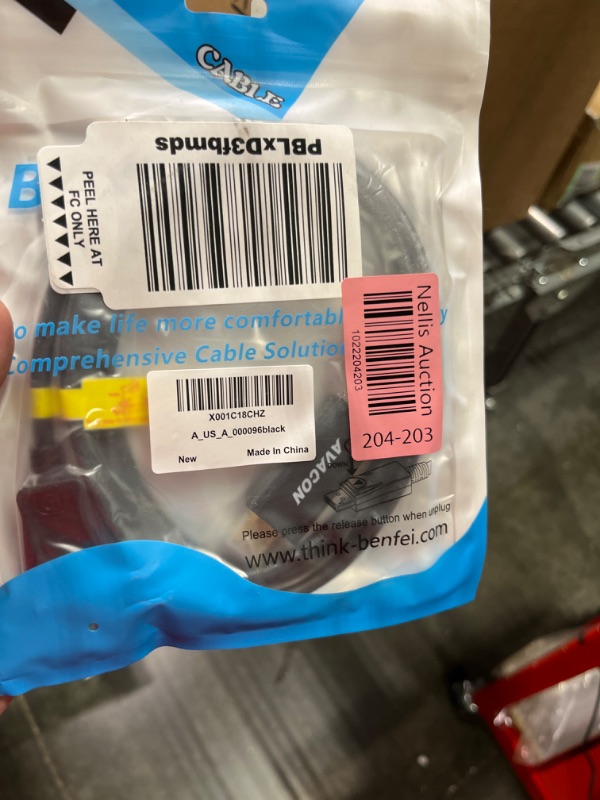 CABLE
PBLxD3fbmds
PEEL HERE AT
FC ONLY
B
o make life more comfortabl
y
omprehensive Cable Solutio
Nellis Auction
1022204203
204-203
X001C18CHZ
A_US_A_000096black
New
Made In China
AVACON
Please press the release button when unplug
www.think-benfei.com